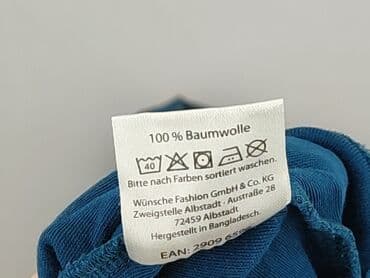 100 % Baumwolle
40
Bitte nach Farben sortiert waschen.
Wünsche Fashion GmbH & Co. KG
Zweigstelle Albstadt · Austraße 28
72459 Albstadt
Hergestellt in Bangladesch.
EAN: 2909